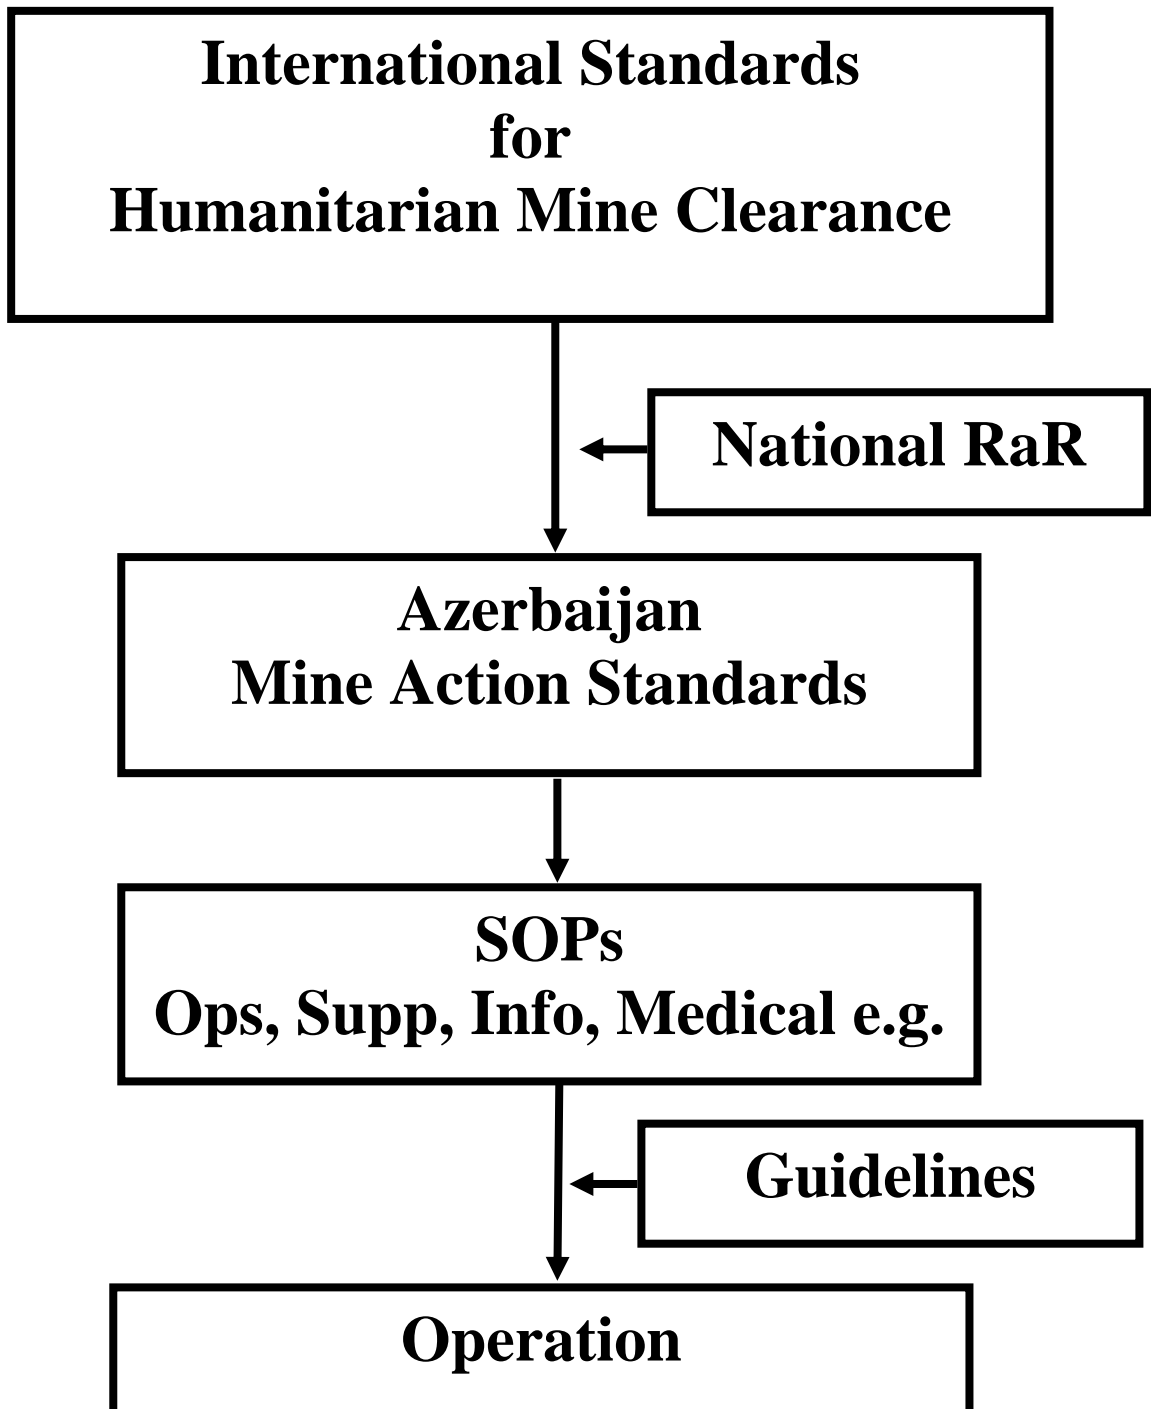 International Standards
for
Humanitarian Mine Clearance
National RaR
Azerbaijan
Mine Action Standards
SOPs
Ops, Supp, Info, Medical e.g.
Guidelines
Operation